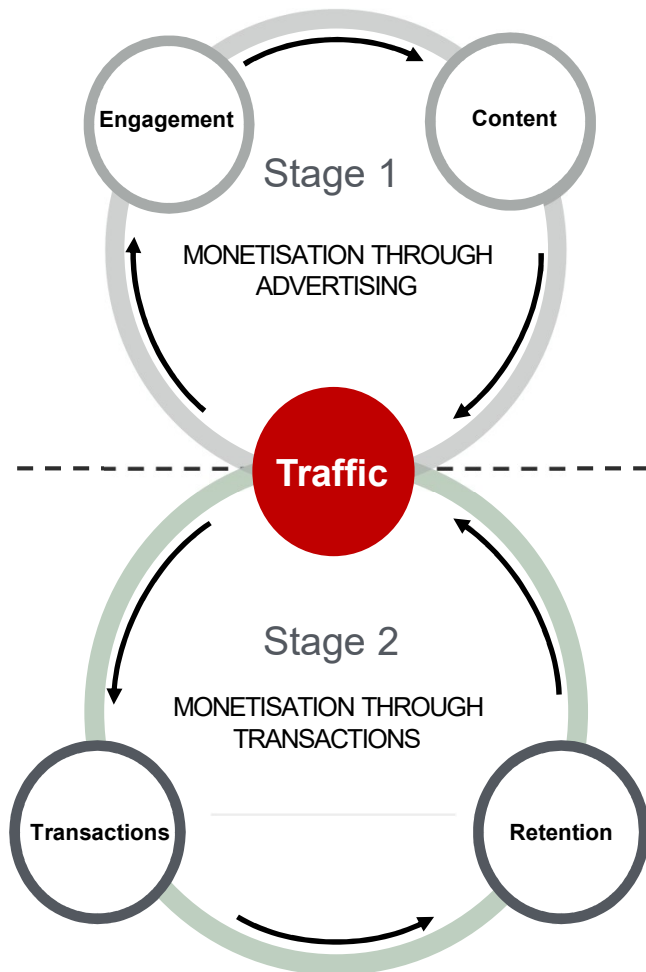 Engagement
Content
Stage 1
MONETISATION THROUGH
ADVERTISING
Traffic
Stage 2
MONETISATION THROUGH
TRANSACTIONS
Transactions
Retention